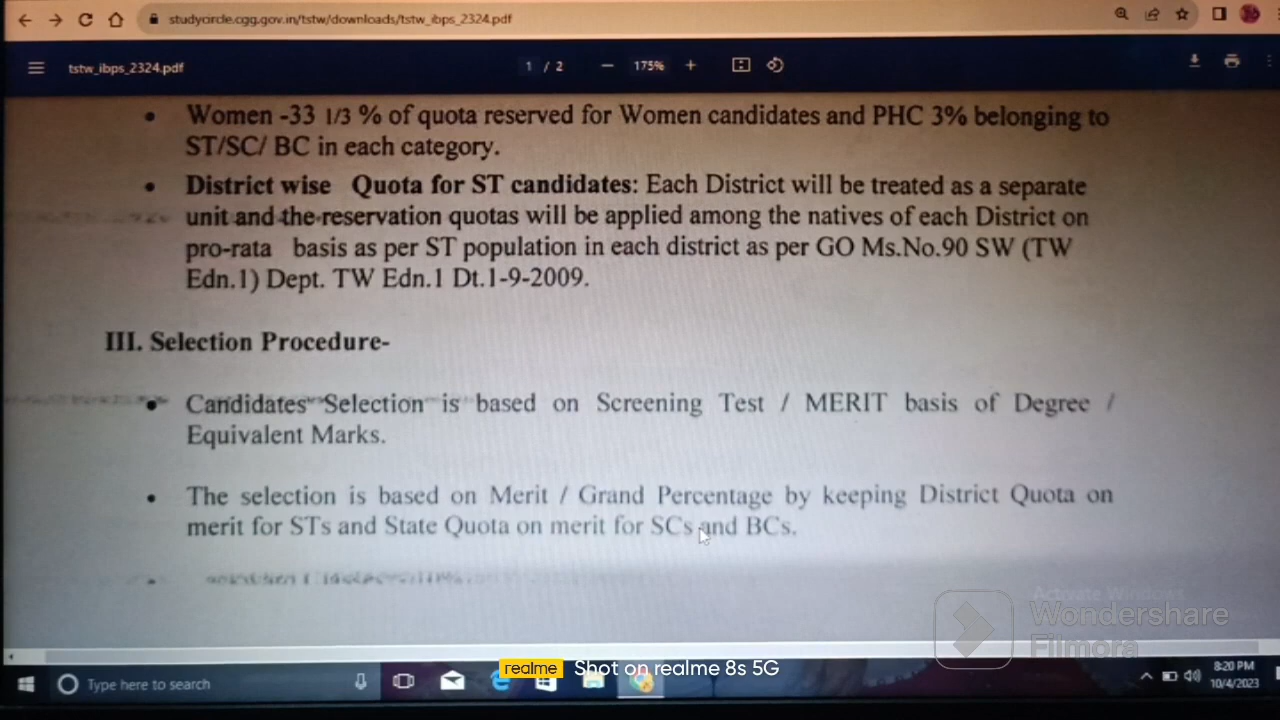 studycircle.cgg.gov.in/tstw/downloads/tstw_ibps_2324.pdf
tstw_ibps_2324.pdf
1 / 2
175%
Women -33 1/3 % of quota reserved for Women candidates and PHC 3% belonging to
ST/SC/ BC in each category.
District wise Quota for ST candidates: Each District will be treated as a separate
unit and the reservation quotas will be applied among the natives of each District on
pro-rata basis as per ST population in each district as per GO Ms.No.90 SW (TW
Edn.1) Dept. TW Edn.1 Dt.1-9-2009.
III. Selection Procedure-
Candidates Selection is based on Screening Test / MERIT basis of Degree /
Equivalent Marks.
The selection is based on Merit / Grand Percentage by keeping District Quota on
merit for STs and State Quota on merit for SCs and BCs.
Activate Windows
Wondershare
Filmora
Type here to search
realme Shot on realme 8s 5G
8:20 PM
10/4/2023